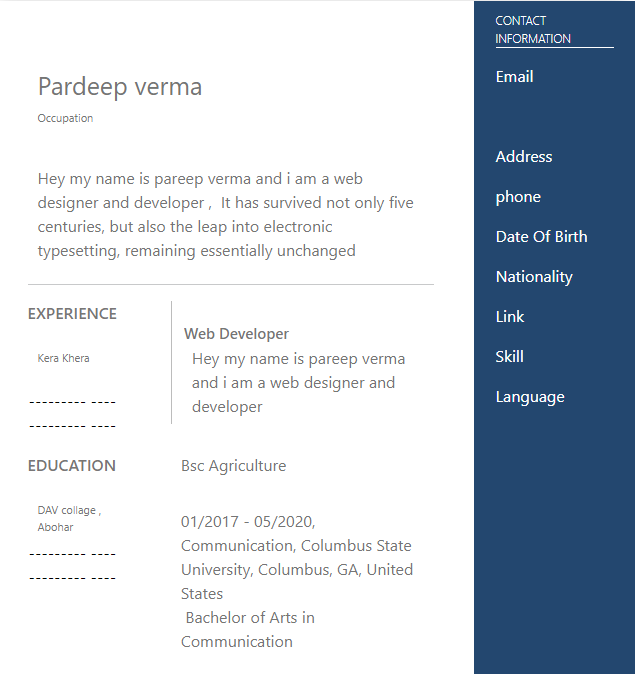 Pardeep verma
Occupation
Hey my name is pareep verma and i am a web
designer and developer ,  It has survived not only five
centuries, but also the leap into electronic
typesetting, remaining essentially unchanged
EXPERIENCE
Kera Khera
--------- ----
--------- ----
Web Developer
Hey my name is pareep verma
and i am a web designer and
developer
EDUCATION
DAV collage ,
Abohar
--------- ----
--------- ----
Bsc Agriculture
01/2017 - 05/2020,
Communication, Columbus State
University, Columbus, GA, United
States
Bachelor of Arts in
Communication
CONTACT
INFORMATION
Email
Address
phone
Date Of Birth
Nationality
Link
Skill
Language